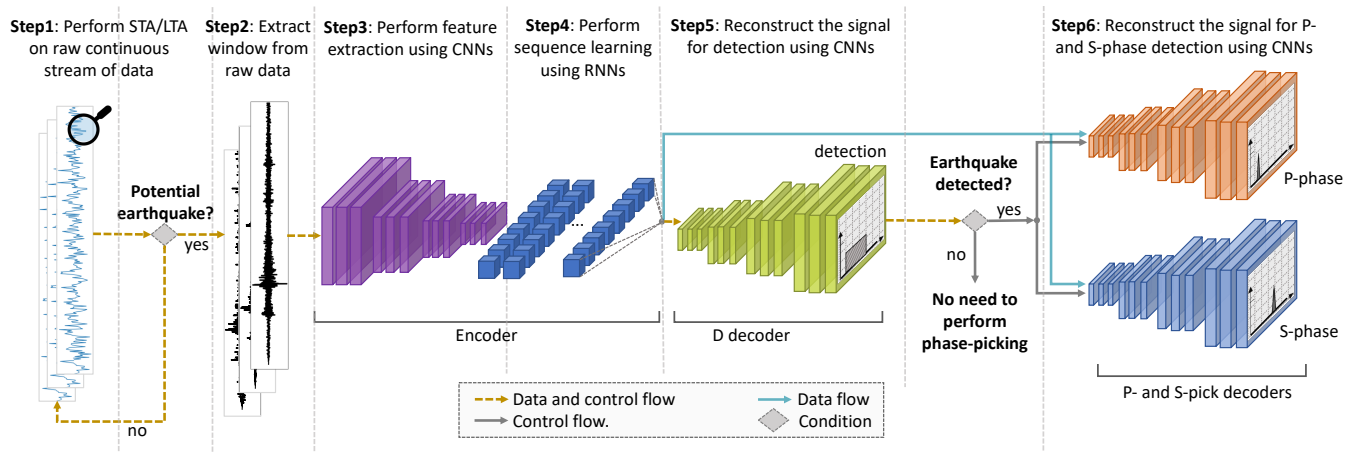 Step1: Perform STA/LTA
on raw continuous
stream of data
Step2: Extract
window from
raw data
Step3: Perform feature
extraction using CNNs
Step4: Perform
sequence learning
using RNNs
Step5: Reconstruct the signal
for detection using CNNs
Step6: Reconstruct the signal for P-
and S-phase detection using CNNs
Potential
earthquake?
yes
no
...
detection
Earthquake
detected?
yes
no
No need to
perform
phase-picking
P-phase
S-phase
Encoder
D decoder
P- and S-pick decoders
Data and control flow
Control flow.
Data flow
Condition